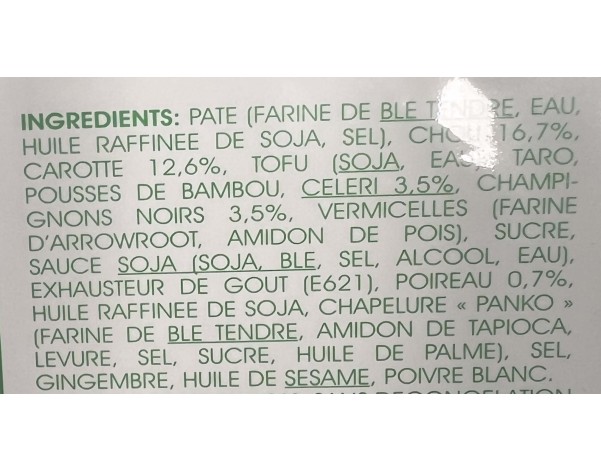 INGREDIENTS: PATE (FARINE DE BLE TENDRE, EAU,
HUILE RAFFINEE DE SOJA, SEL), CHOU 16,7%,
CAROTTE 12,6%, TOFU (SOJA, EAU), TARO,
POUSSES DE BAMBOU, CELERI 3,5%, CHAMPI-
GNONS NOIRS 3,5%, VERMICELLES (FARINE
D'ARROWROOT, AMIDON DE POIS), SUCRE,
SAUCE SOJA (SOJA, BLE, SEL, ALCOOL, EAU),
EXHAUSTEUR DE GOUT (E621), POIREAU 0,7%,
HUILE RAFFINEE DE SOJA, CHAPELURE « PANKO »
(FARINE DE BLE TENDRE, AMIDON DE TAPIOCA,
LEVURE, SEL, SUCRE, HUILE DE PALME), SEL,
GINGEMBRE, HUILE DE SESAME, POIVRE BLANC.